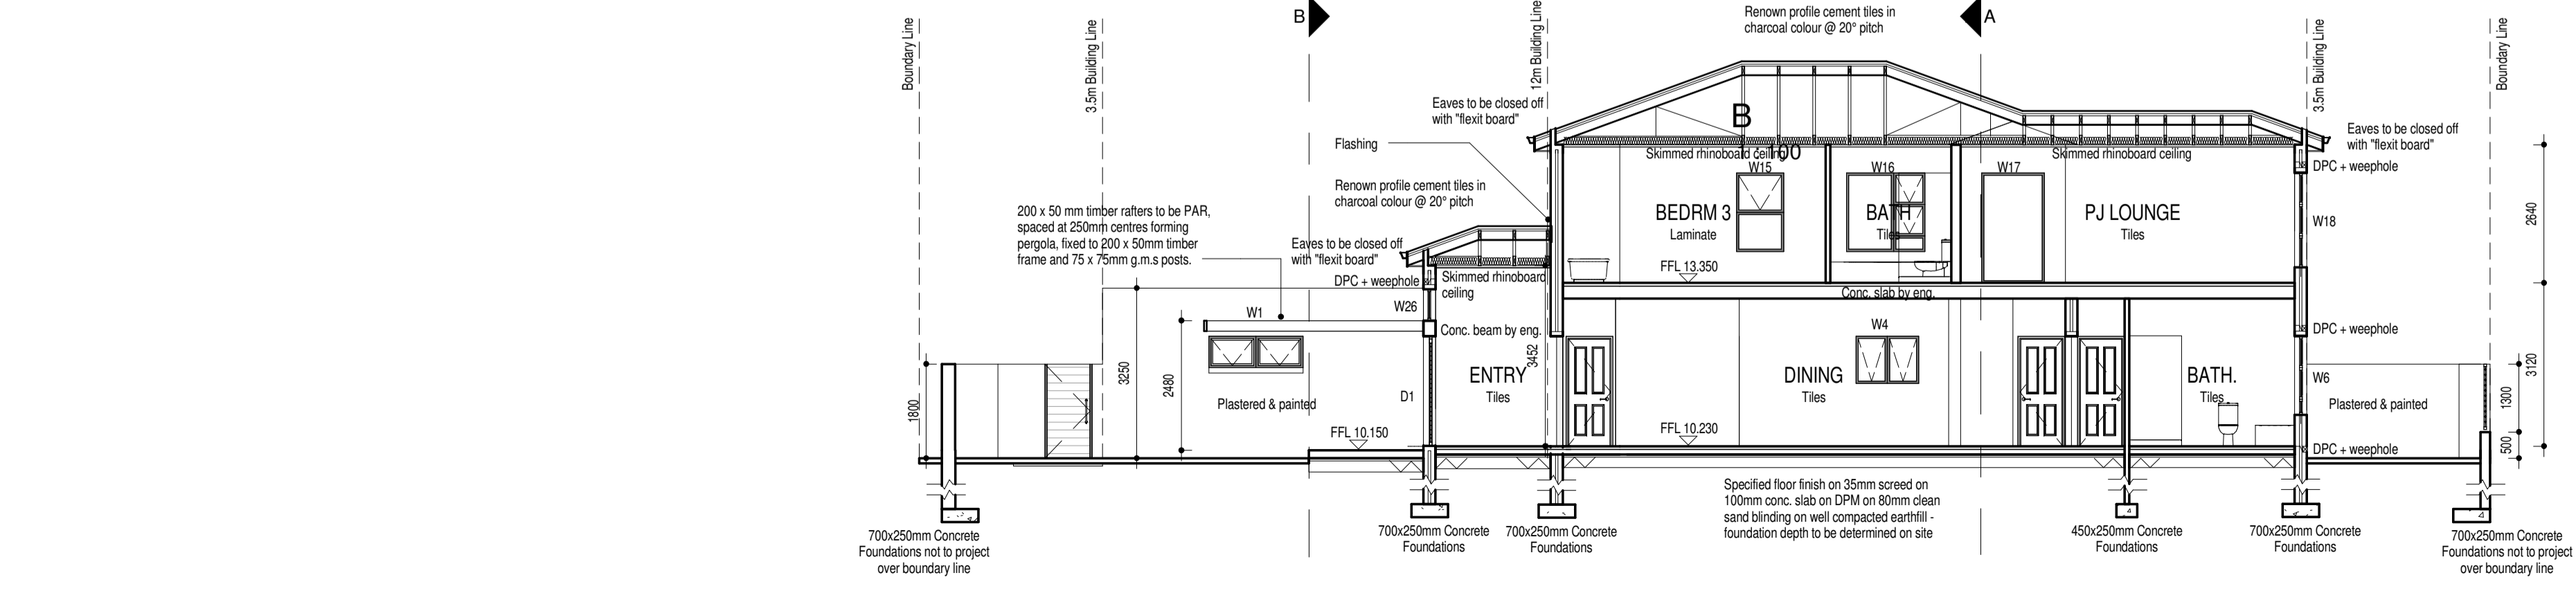 Boundary Line
3.5m Building Line
B
12m Building Line
Renown profile cement tiles in
charcoal colour @ 20° pitch
A
3.5m Building Line
Boundary Line
Eaves to be closed off
with "flexit board"
Flashing
Renown profile cement tiles in
charcoal colour @ 20° pitch
200 x 50 mm timber rafters to be PAR,
spaced at 250mm centres forming
pergola, fixed to 200 x 50mm timber
frame and 75 x 75mm g.m.s posts.
Eaves to be closed off
with "flexit board"
DPC + weephole
Skimmed rhinoboard
ceiling
W26
W1
Conc. beam by eng.
B
1 : 100
Skimmed rhinoboard ceiling
Skimmed rhinoboard ceiling
Eaves to be closed off
with "flexit board"
DPC + weephole
W15
W16
W17
W18
BEDRM 3
Laminate
BATH
Tiles
PJ LOUNGE
Tiles
FFL 13.350
Conc. slab by eng.
2640
DPC + weephole
W4
3452
3250
2480
1800
ENTRY
Tiles
DINING
Tiles
BATH.
Tiles
W6
3120
1300
500
D1
Plastered & painted
Plastered & painted
FFL 10.150
FFL 10.230
DPC + weephole
Specified floor finish on 35mm screed on
100mm conc. slab on DPM on 80mm clean
sand blinding on well compacted earthfill -
foundation depth to be determined on site
700x250mm Concrete
Foundations not to project
over boundary line
700x250mm Concrete
Foundations
700x250mm Concrete
Foundations
450x250mm Concrete
Foundations
700x250mm Concrete
Foundations
700x250mm Concrete
Foundations not to project
over boundary line